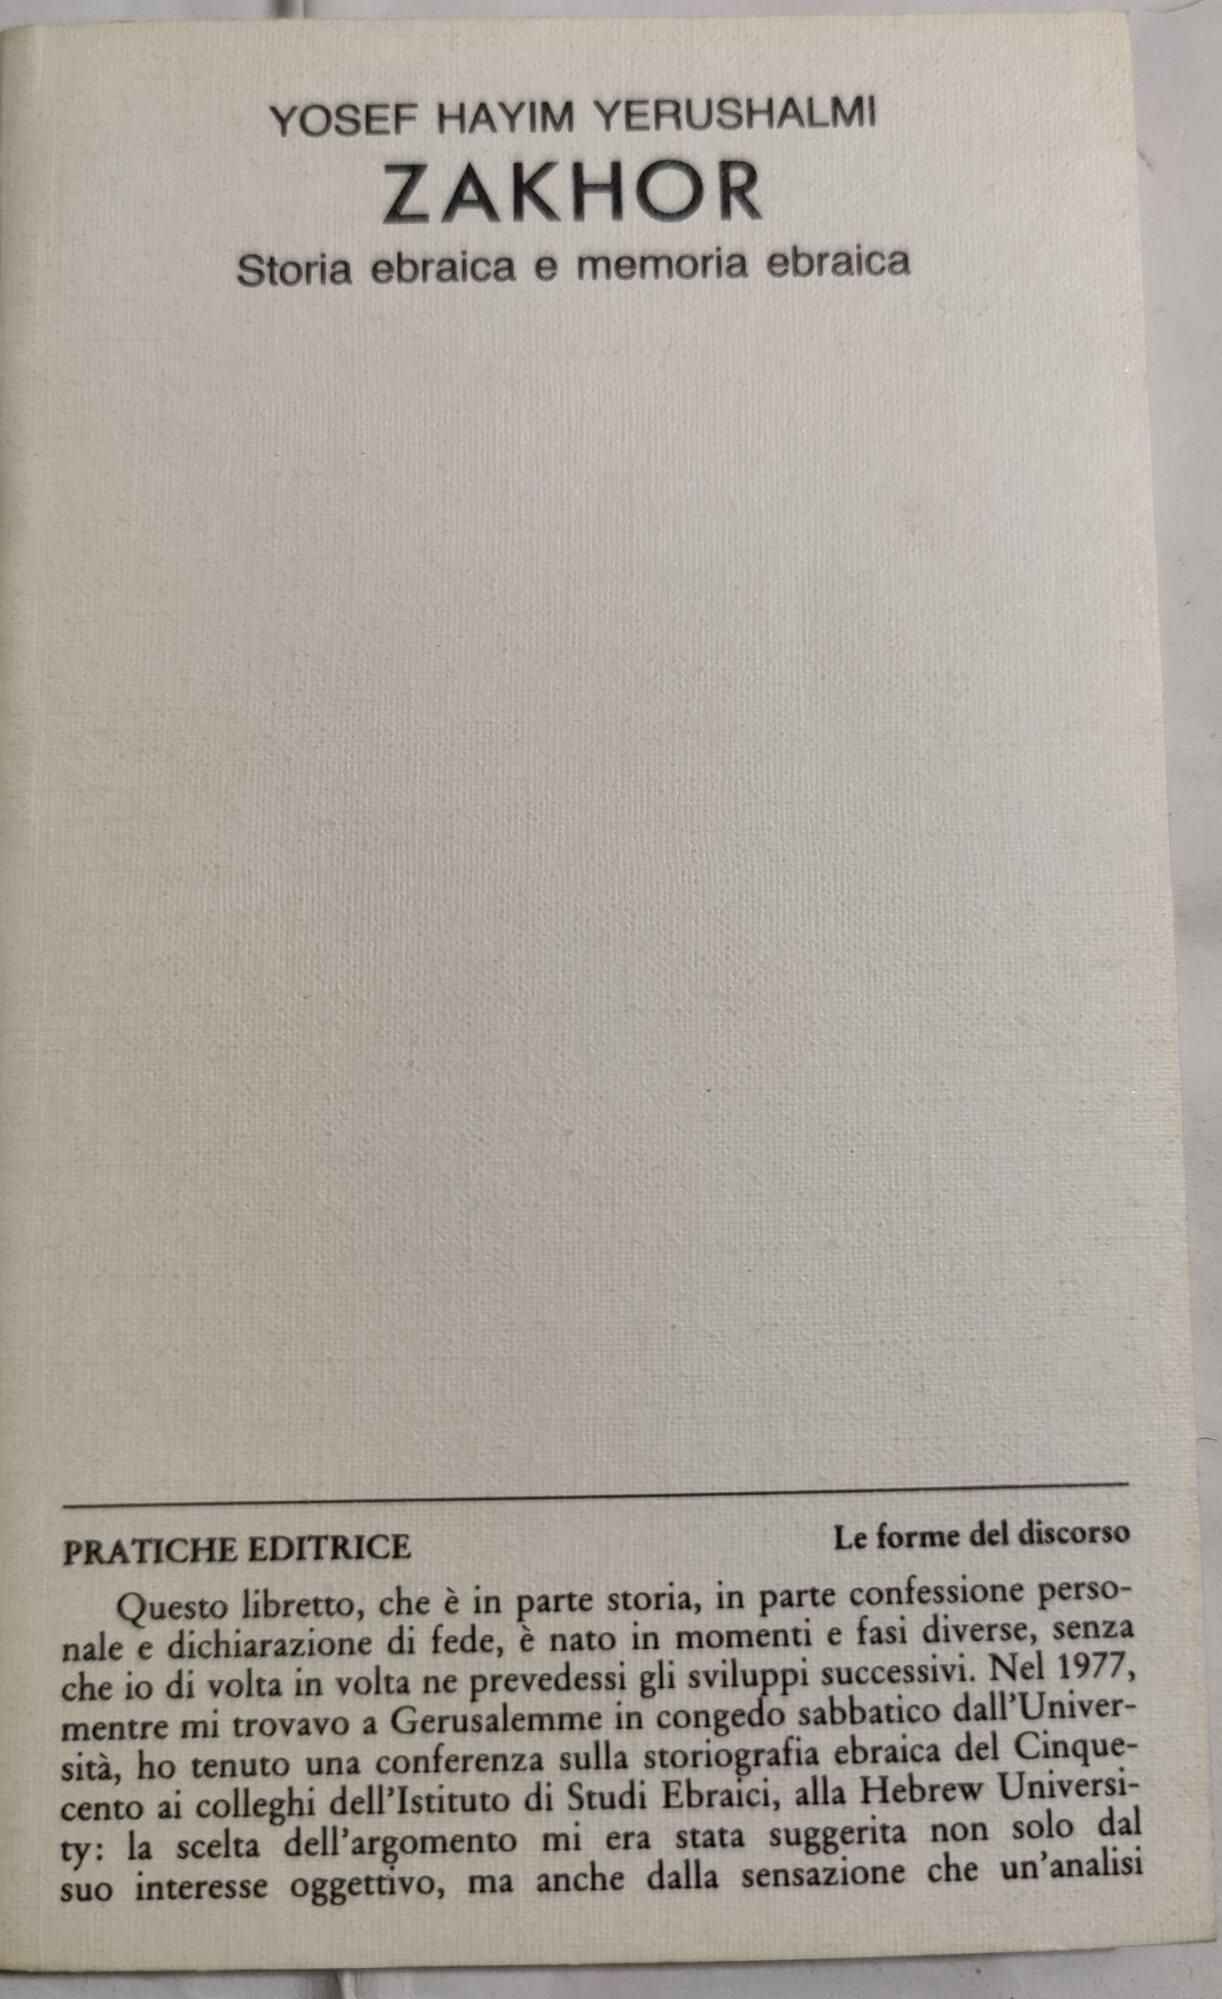 YOSEF HAYIM YERUSHALMI
ZAKHOR
Storia ebraica e memoria ebraica
PRATICHE EDITRICE
Le forme del discorso
Questo libretto, che è in parte storia, in parte confessione perso-
nale e dichiarazione di fede, è nato in momenti e fasi diverse, senza
che io di volta in volta ne prevedessi gli sviluppi successivi. Nel 1977,
mentre mi trovavo a Gerusalemme in congedo sabbatico dall'Univer-
sità, ho tenuto una conferenza sulla storiografia ebraica del Cinque-
cento ai colleghi dell'Istituto di Studi Ebraici, alla Hebrew Universi-
ty: la scelta dell'argomento mi era stata suggerita non solo dal
suo interesse oggettivo, ma anche dalla sensazione che un'analisi